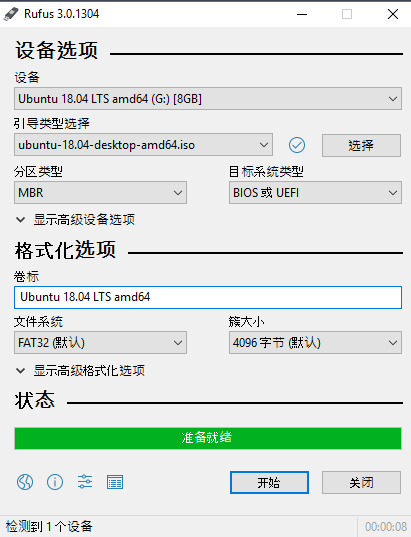 Rufus 3.0.1304
设备选项
设备
Ubuntu 18.04 LTS amd64 (G:) [8GB]
引导类型选择
ubuntu-18.04-desktop-amd64.iso
选择
分区类型
目标系统类型
MBR
BIOS 或 UEFI
显示高级设备选项
格式化选项
卷标
Ubuntu 18.04 LTS amd64
文件系统
簇大小
FAT32 (默认)
4096 字节 (默认)
显示高级格式化选项
状态
准备就绪
开始
关闭
检测到 1 个设备
00:00:08